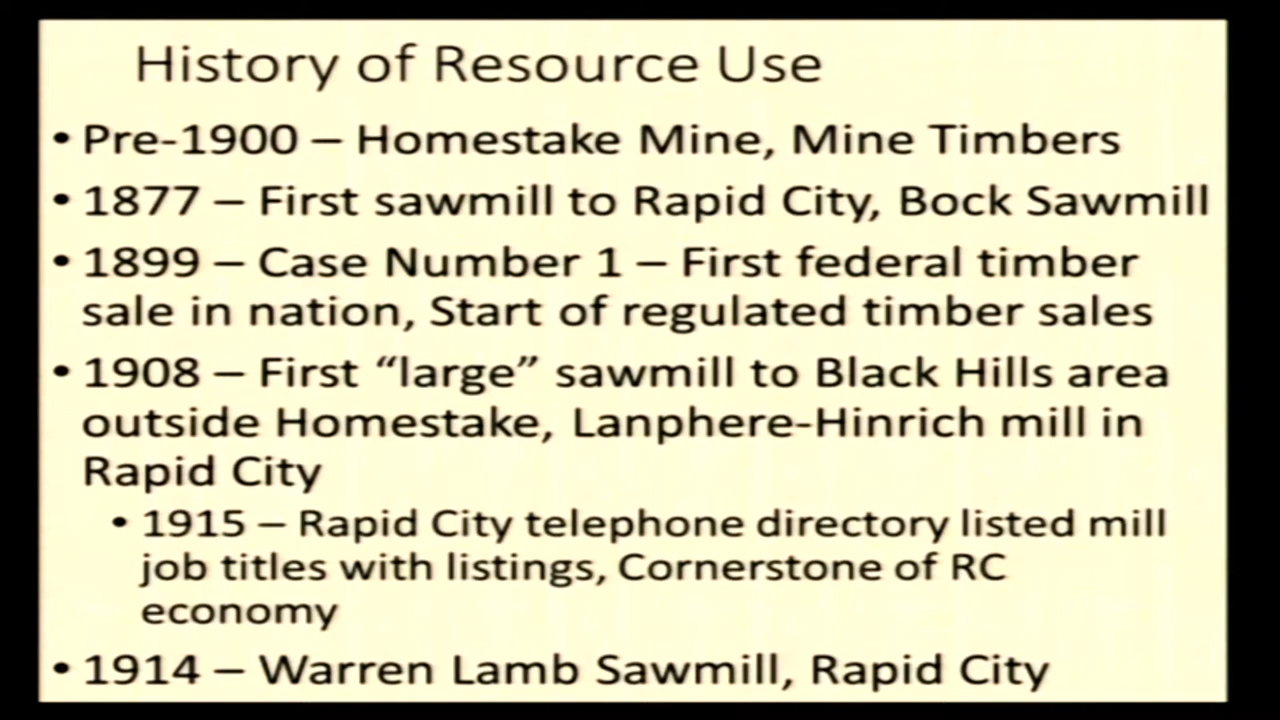 History of Resource Use
• Pre-1900 – Homestake Mine, Mine Timbers
• 1877 – First sawmill to Rapid City, Bock Sawmill
• 1899 – Case Number 1 – First federal timber
sale in nation, Start of regulated timber sales
• 1908 – First “large” sawmill to Black Hills area
outside Homestake, Lanphere-Hinrich mill in
Rapid City
• 1915 – Rapid City telephone directory listed mill
job titles with listings, Cornerstone of RC
economy
• 1914 – Warren Lamb Sawmill, Rapid City